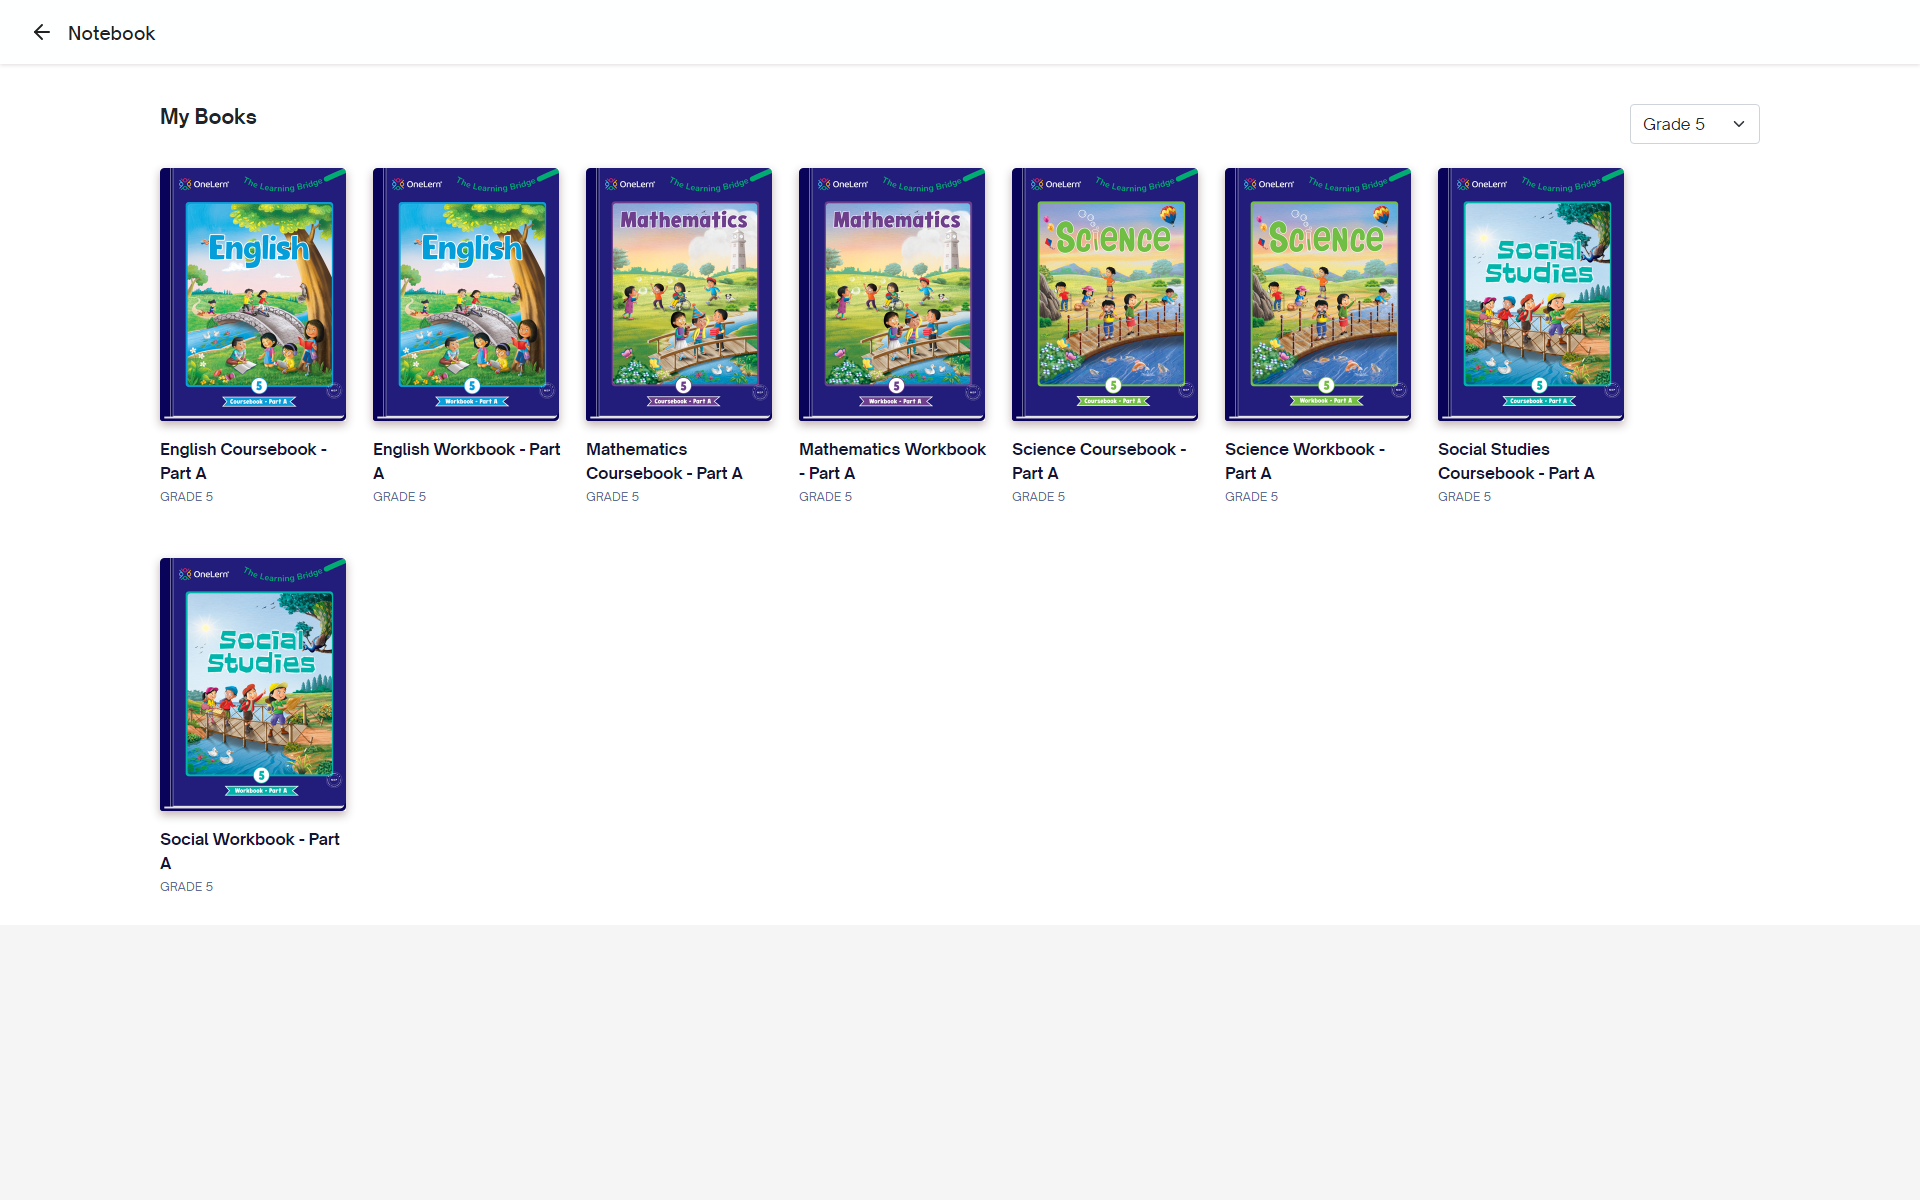 Notebook
My Books
Grade 5
OneLern
The Learning Bridge
English
5
Coursebook - Part A
English Coursebook -
Part A
GRADE 5
OneLern
The Learning Bridge
English
5
Workbook - Part A
English Workbook - Part
A
GRADE 5
OneLern
The Learning Bridge
Mathematics
5
Coursebook - Part A
Mathematics
Coursebook - Part A
GRADE 5
OneLern
The Learning Bridge
Mathematics
5
Workbook - Part A
Mathematics Workbook
- Part A
GRADE 5
OneLern
The Learning Bridge
Science
5
Coursebook - Part A
Science Coursebook -
Part A
GRADE 5
OneLern
The Learning Bridge
Science
5
Workbook - Part A
Science Workbook -
Part A
GRADE 5
OneLern
The Learning Bridge
Social
Studies
5
Coursebook - Part A
Social Studies
Coursebook - Part A
GRADE 5
OneLern
The Learning Bridge
Social
Studies
5
Workbook - Part A
Social Workbook - Part
A
GRADE 5